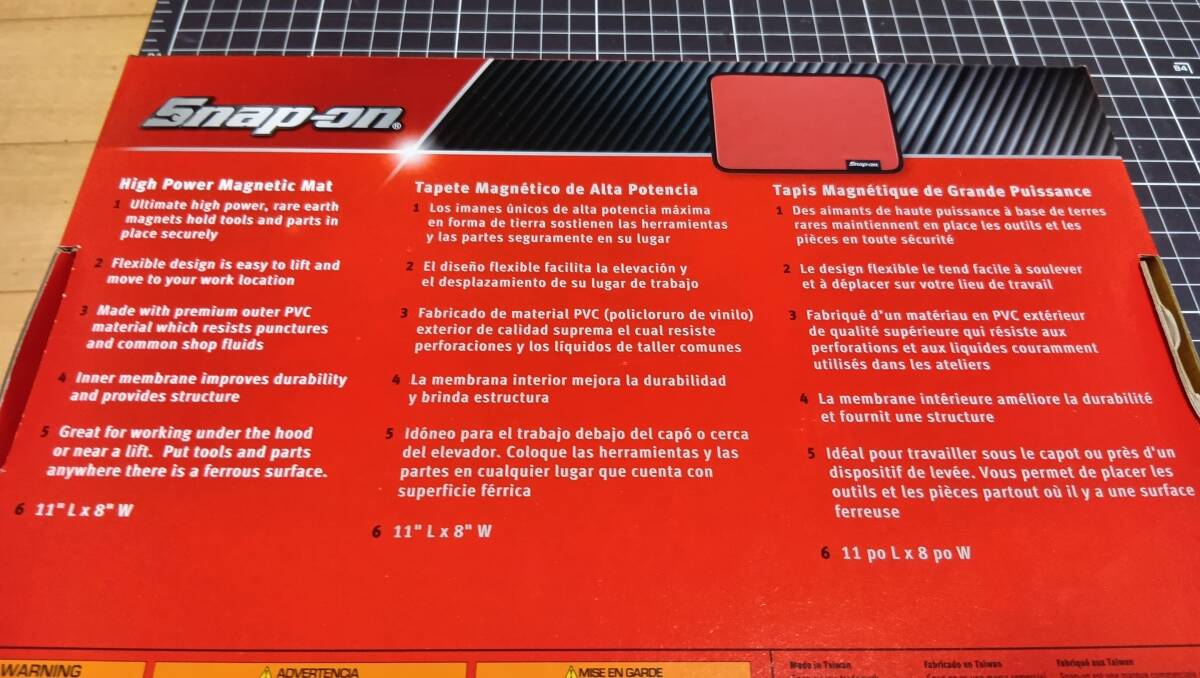 Snap-on®
Snap-on
High Power Magnetic Mat
1 Ultimate high power, rare earth
magnets hold tools and parts in
place securely
2 Flexible design is easy to lift and
move to your work location
3 Made with premium outer PVC
material which resists punctures
and common shop fluids
4 Inner membrane improves durability
and provides structure
5 Great for working under the hood
or near a lift. Put tools and parts
anywhere there is a ferrous surface.
6 11" L x 8" W
Tapete Magnético de Alta Potencia
1 Los imanes únicos de alta potencia máxima
en forma de tierra sostienen las herramientas
y las partes seguramente en su lugar
2 El diseño flexible facilita la elevación y
el desplazamiento de su lugar de trabajo
3 Fabricado de material PVC (policloruro de vinilo)
exterior de calidad suprema el cual resiste
perforaciones y los líquidos de taller comunes
4 La membrana interior mejora la durabilidad
y brinda estructura
5 Idóneo para el trabajo debajo del capó o cerca
del elevador. Coloque las herramientas y las
partes en cualquier lugar que cuenta con
superficie férrica
6 11" L x 8" W
Tapis Magnétique de Grande Puissance
1 Des aimants de haute puissance à base de terres
rares maintiennent en place les outils et les
pièces en toute sécurité
2 Le design flexible le tend facile à soulever
et à déplacer sur votre lieu de travail
3 Fabriqué d'un matériau en PVC extérieur
de qualité supérieure qui résiste aux
perforations et aux liquides couramment
utilisés dans les ateliers
4 La membrane intérieure améliore la durabilité
et fournit une structure
5 Idéal pour travailler sous le capot ou près d'un
dispositif de levée. Vous permet de placer les
outils et les pièces partout où il y a une surface
ferreuse
6 11 po L x 8 po W
WARNING
ADVERTENCIA
MISE EN GARDE
Made in Taiwan
Fabricado en Taiwan
Fabriqué aux Taiwan